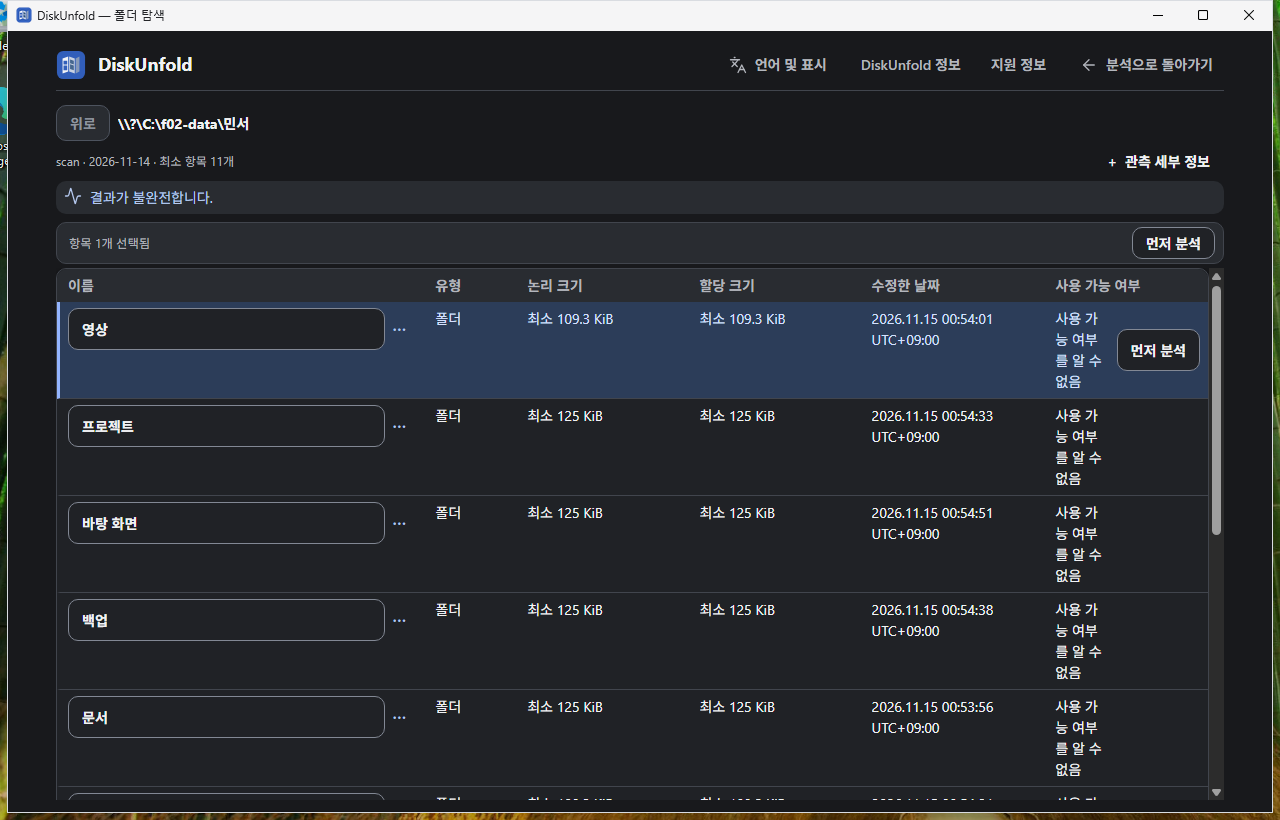 DiskUnfold — 폴더 탐색
DiskUnfold
언어 및 표시
DiskUnfold 정보
지원 정보
← 분석으로 돌아가기
위로
\\?\C:\f02-data\민서
scan · 2026-11-14 · 최소 항목 11개
+ 관측 세부 정보
결과가 불완전합니다.
항목 1개 선택됨
먼저 분석
이름 유형 논리 크기 할당 크기 수정한 날짜 사용 가능 여부
영상 ... 폴더 최소 109.3 KiB 최소 109.3 KiB 2026.11.15 00:54:01 사용 가
UTC+09:00 능 여부
를 알 수
없음
먼저 분석
프로젝트 ... 폴더 최소 125 KiB 최소 125 KiB 2026.11.15 00:54:33 사용 가
UTC+09:00 능 여부
를 알 수
없음
바탕 화면 ... 폴더 최소 125 KiB 최소 125 KiB 2026.11.15 00:54:51 사용 가
UTC+09:00 능 여부
를 알 수
없음
백업 ... 폴더 최소 125 KiB 최소 125 KiB 2026.11.15 00:54:38 사용 가
UTC+09:00 능 여부
를 알 수
없음
문서 ... 폴더 최소 125 KiB 최소 125 KiB 2026.11.15 00:53:56 사용 가
UTC+09:00 능 여부
를 알 수
없음